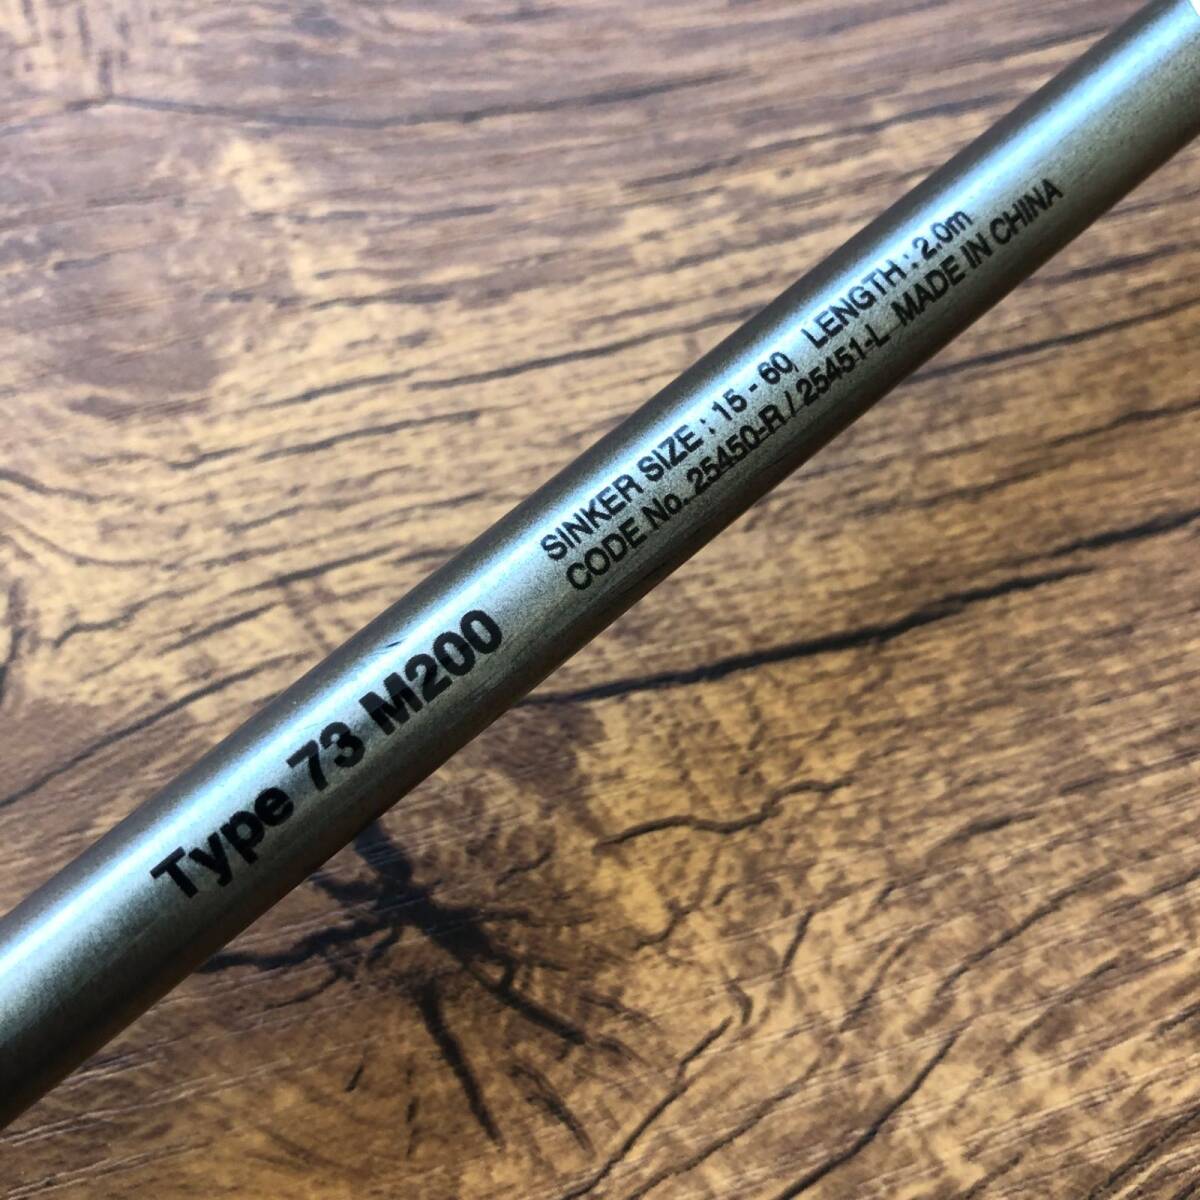 Type 73 M200
SINKER SIZE : 15 - 60, LENGTH : 2.0m
CODE No. 25450-R / 25451-L MADE IN CHINA